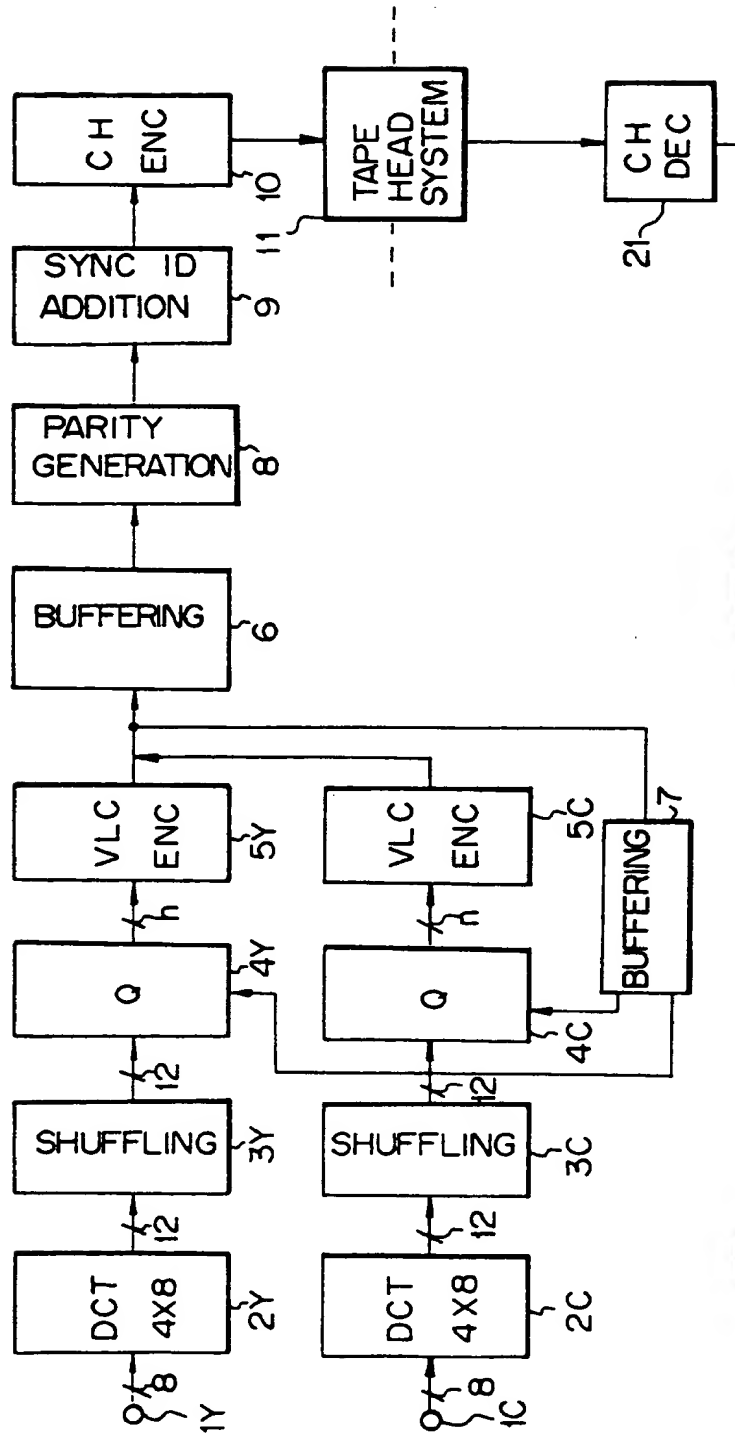 1Y
8
DCT
4X8
2Y
12
SHUFFLING
3Y
12
Q
4Y
n
VLC
ENC
5Y
BUFFERING
6
PARITY
GENERATION
8
SYNC ID
ADDITION
9
CH
ENC
10
TAPE
HEAD
SYSTEM
11
CH
DEC
21
1C
8
DCT
4X8
2C
12
SHUFFLING
3C
12
Q
4C
n
VLC
ENC
5C
BUFFERING
7